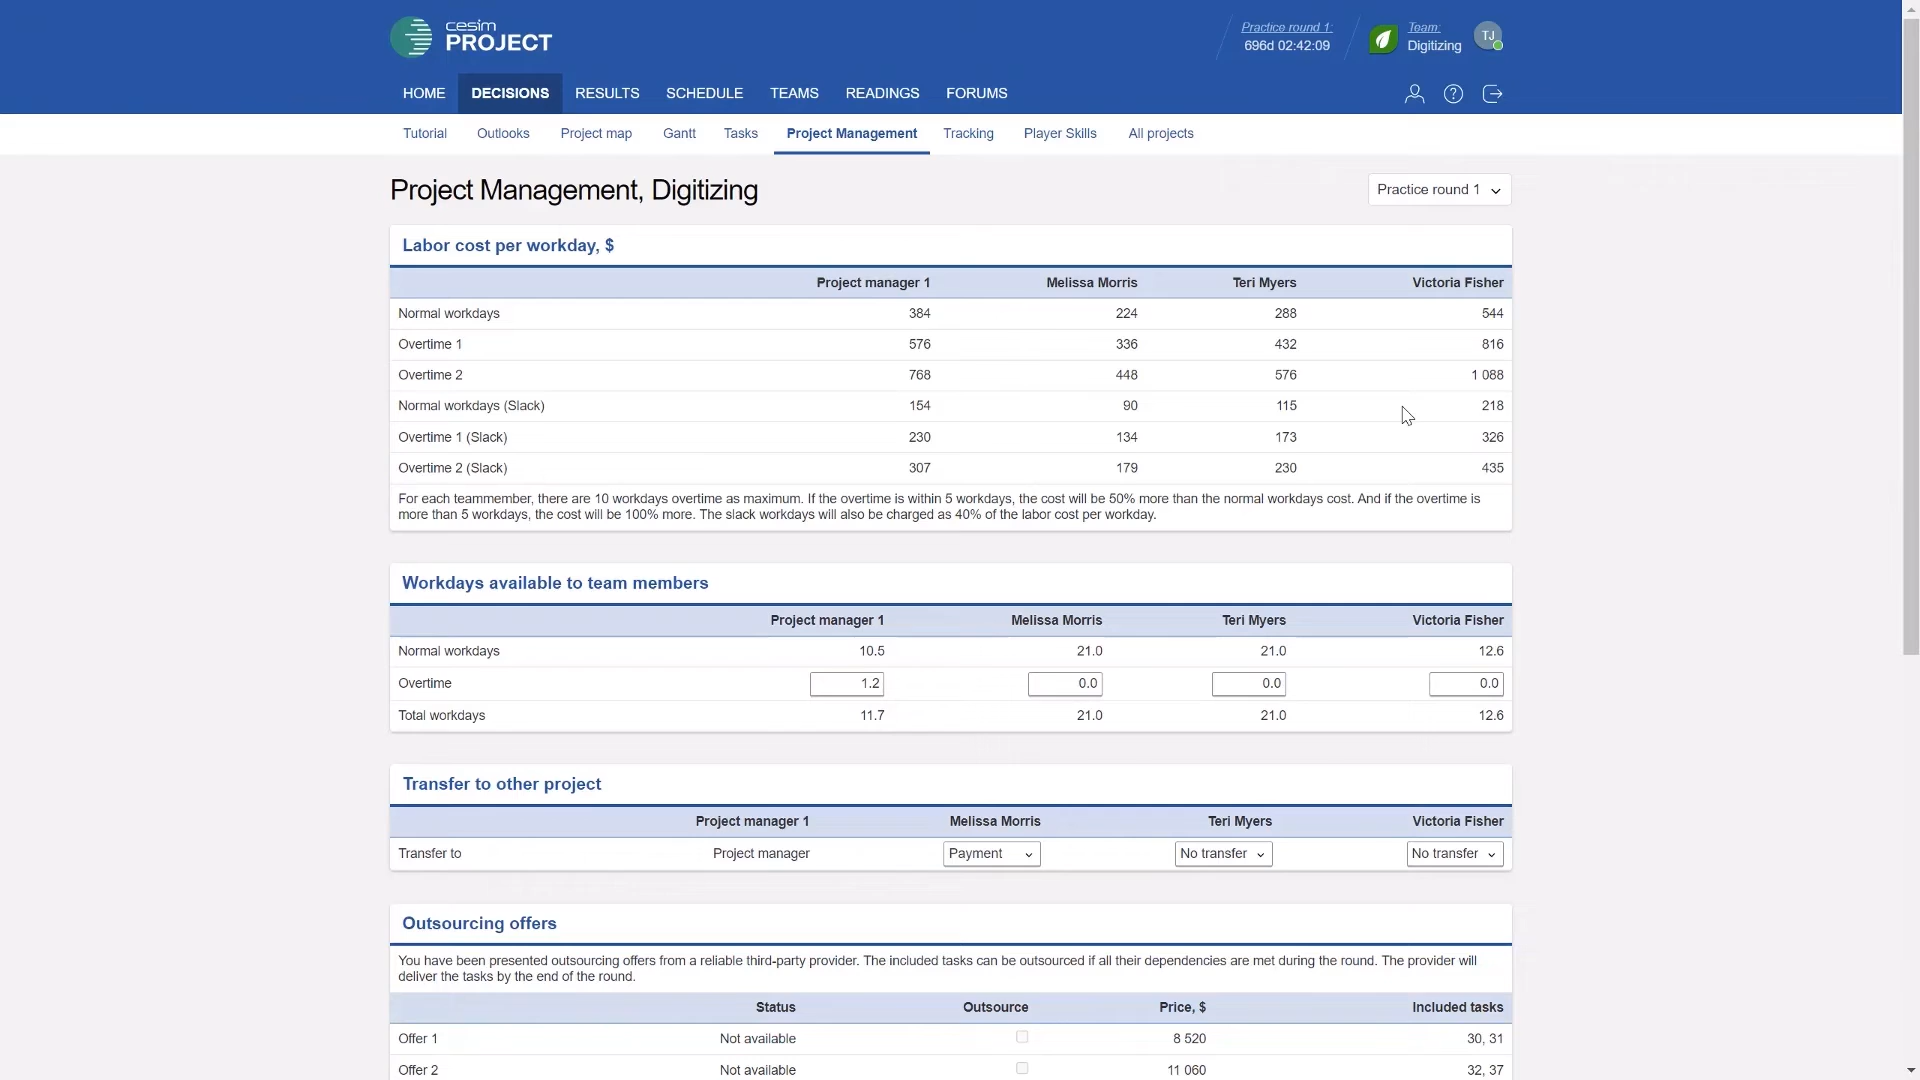 cesim
PROJECT
Practice round 1:
696d 02:42:09
Team:
Digitizing
TJ
HOME DECISIONS RESULTS SCHEDULE TEAMS READINGS FORUMS
Tutorial Outlooks Project map Gantt Tasks Project Management Tracking Player Skills All projects
Project Management, Digitizing
Practice round 1
Labor cost per workday, $
Project manager 1 Melissa Morris Teri Myers Victoria Fisher
Normal workdays 384 224 288 544
Overtime 1 576 336 432 816
Overtime 2 768 448 576 1 088
Normal workdays (Slack) 154 90 115 218
Overtime 1 (Slack) 230 134 173 326
Overtime 2 (Slack) 307 179 230 435
For each teammember, there are 10 workdays overtime as maximum. If the overtime is within 5 workdays, the cost will be 50% more than the normal workdays cost. And if the overtime is
more than 5 workdays, the cost will be 100% more. The slack workdays will also be charged as 40% of the labor cost per workday.
Workdays available to team members
Project manager 1 Melissa Morris Teri Myers Victoria Fisher
Normal workdays 10.5 21.0 21.0 12.6
Overtime 1.2 0.0 0.0 0.0
Total workdays 11.7 21.0 21.0 12.6
Transfer to other project
Project manager 1 Melissa Morris Teri Myers Victoria Fisher
Transfer to Project manager Payment No transfer No transfer
Outsourcing offers
You have been presented outsourcing offers from a reliable third-party provider. The included tasks can be outsourced if all their dependencies are met during the round. The provider will
deliver the tasks by the end of the round.
Status Outsource Price, $ Included tasks
Offer 1 Not available 8 520 30, 31
Offer 2 Not available 11 060 32, 37